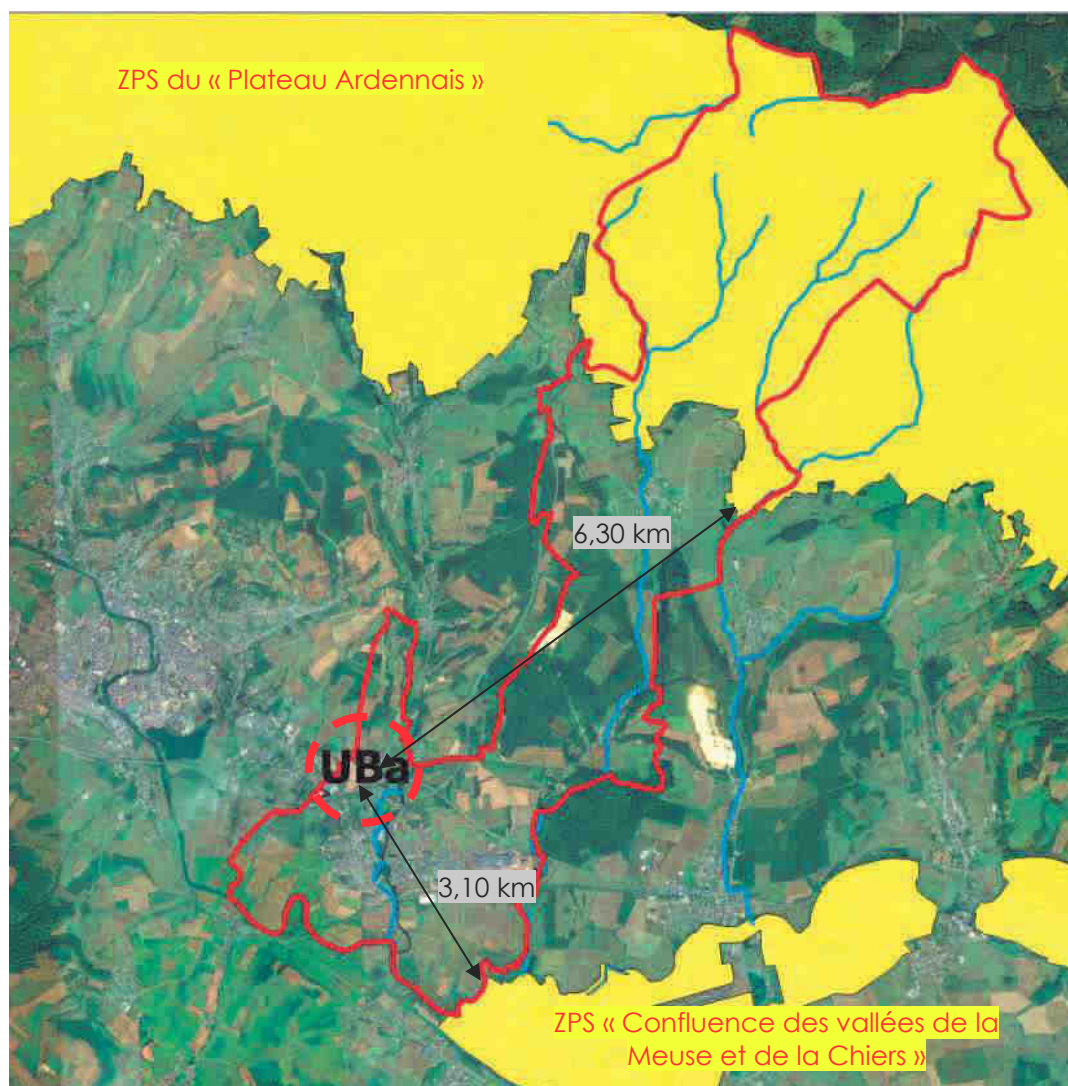 ZPS du « Plateau Ardennais »
6,30 km
UBa
3,10 km
ZPS « Confluence des vallées de la
Meuse et de la Chiers »